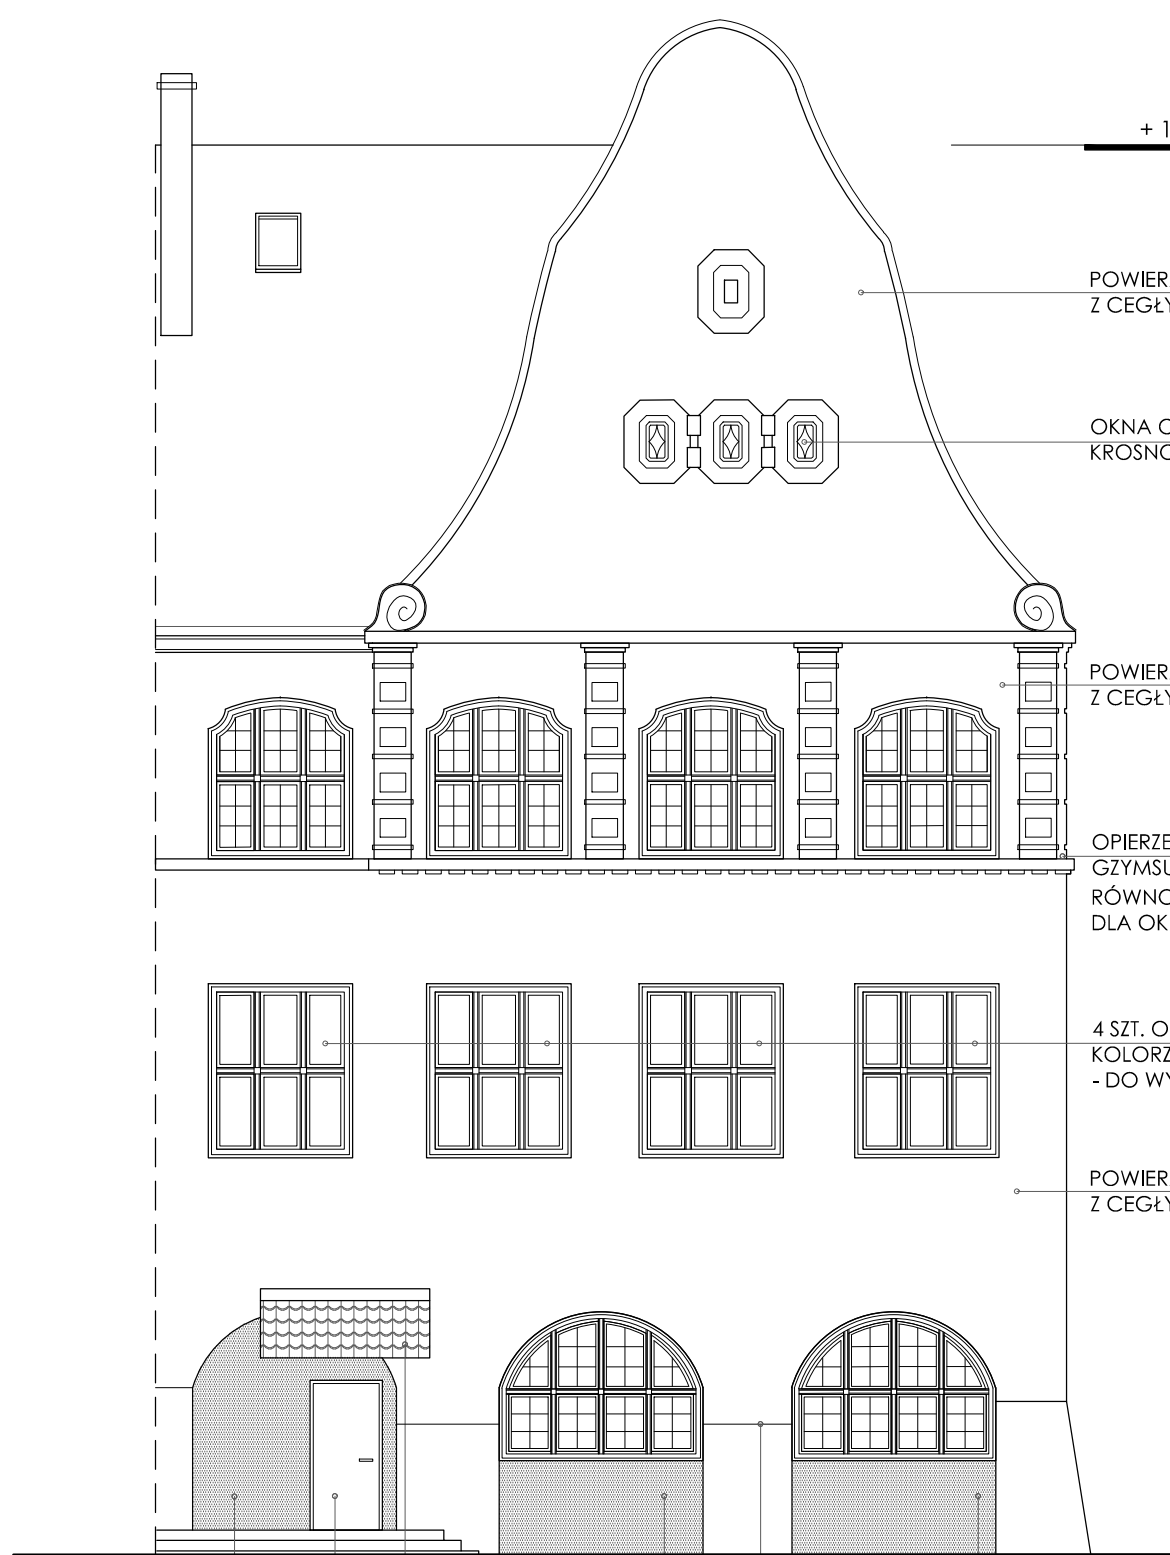 + 1
POWIER
Z CEGŁY
OKNA O
KROSNO
POWIER
Z CEGŁY
OPIERZE
GZYMSU
RÓWNO
DLA OK
4 SZT. O
KOLORZ
- DO WY
POWIER
Z CEGŁY